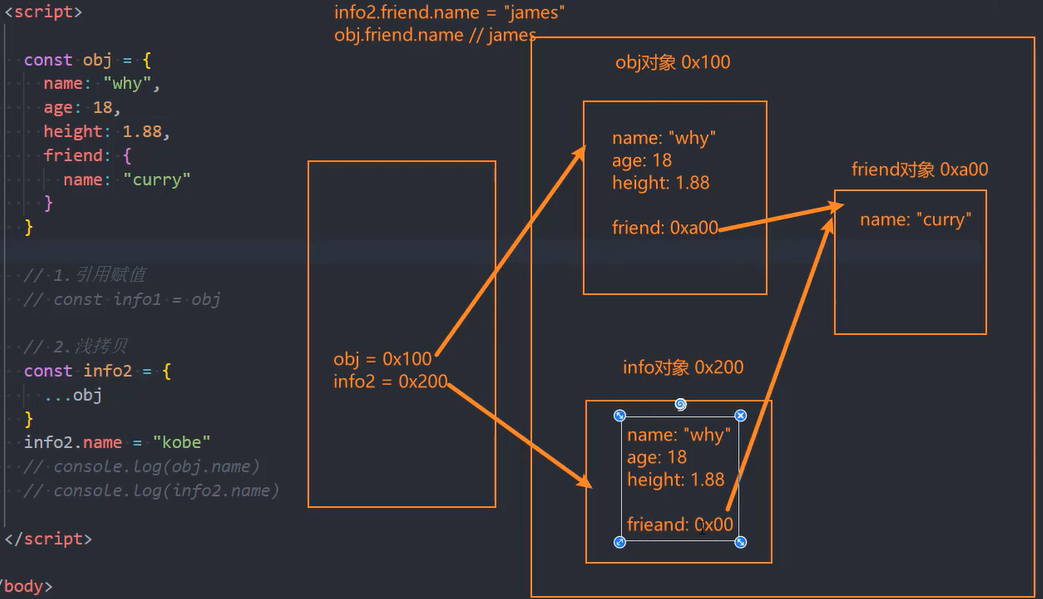 <script>
const obj = {
name: "why",
age: 18,
height: 1.88,
friend: {
name: "curry"
}
}
// 1.引用赋值
// const info1 = obj
// 2.浅拷贝
const info2 = {
...obj
}
info2.name = "kobe"
// console.log(obj.name)
// console.log(info2.name)
</script>
/body>
info2.friend.name = "james"
obj.friend.name // james
obj = 0x100
info2 = 0x200
obj对象 0x100
name: "why"
age: 18
height: 1.88
friend: 0xa00
friend对象 0xa00
name: "curry"
info对象 0x200
name: "why"
age: 18
height: 1.88
frieand: 0x00